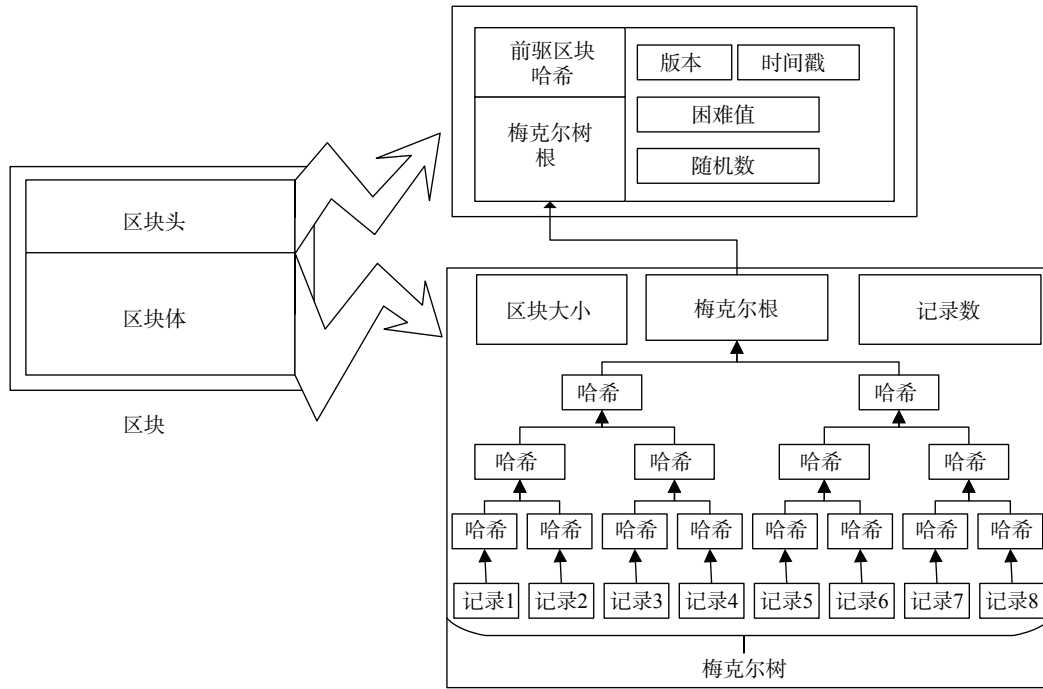 前驱区块
哈希
版本
时间戳
困难值
梅克尔树
根
随机数
区块头
区块体
区块
区块大小
梅克尔根
记录数
哈希
哈希
哈希
哈希
哈希
哈希
哈希
哈希
哈希
哈希
哈希
哈希
哈希
哈希
记录1
记录2
记录3
记录4
记录5
记录6
记录7
记录8
梅克尔树